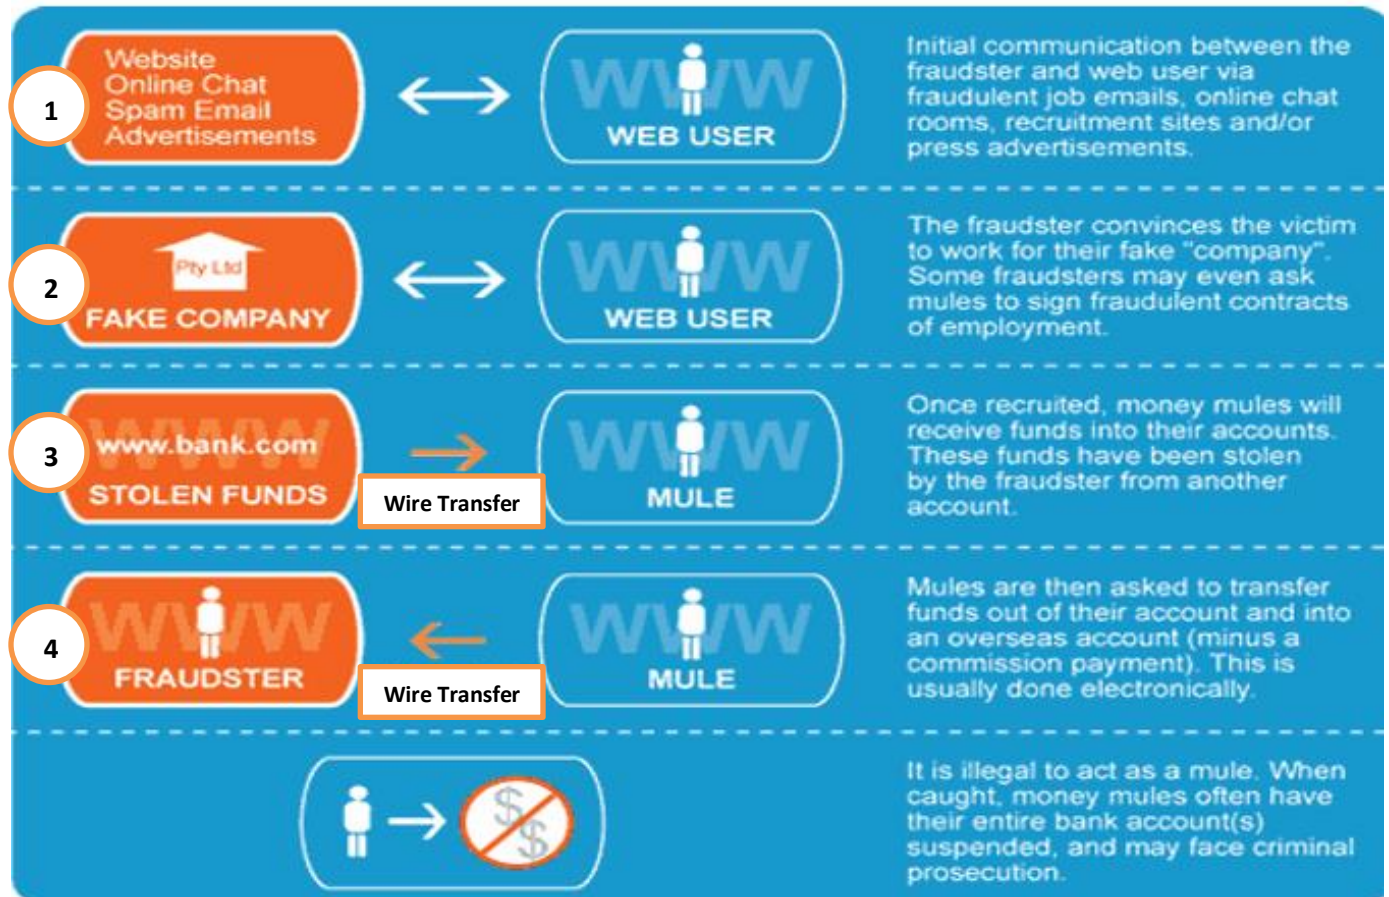 1
Website
Online Chat
Spam Email
Advertisements
WWW
WEB USER
Initial communication between the
fraudster and web user via
fraudulent job emails, online chat
rooms, recruitment sites and/or
press advertisements.
2
Pty Ltd
FAKE COMPANY
WWW
WEB USER
The fraudster convinces the victim
to work for their fake "company".
Some fraudsters may even ask
mules to sign fraudulent contracts
of employment.
3
WWW
www.bank.com
STOLEN FUNDS
Wire Transfer
WWW
MULE
Once recruited, money mules will
receive funds into their accounts.
These funds have been stolen
by the fraudster from another
account.
4
WWW
FRAUDSTER
Wire Transfer
WWW
MULE
Mules are then asked to transfer
funds out of their account and into
an overseas account (minus a
commission payment). This is
usually done electronically.
$
$
It is illegal to act as a mule. When
caught, money mules often have
their entire bank account(s)
suspended, and may face criminal
prosecution.